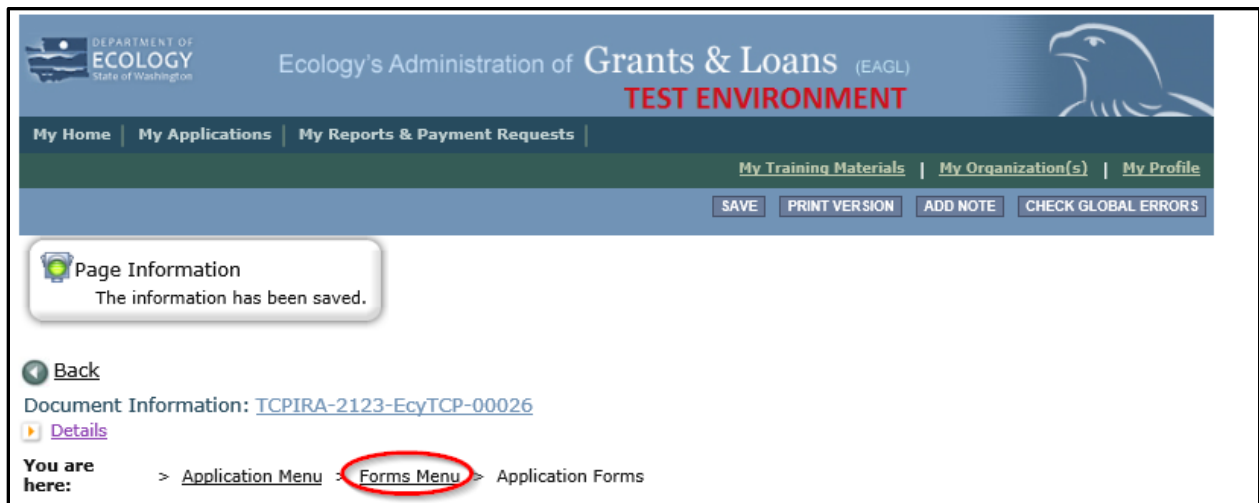 DEPARTMENT OF
ECOLOGY
State of Washington
Ecology's Administration of Grants & Loans (EAGL)
TEST ENVIRONMENT
My Home | My Applications | My Reports & Payment Requests |
My Training Materials | My Organization(s) | My Profile
SAVE PRINT VERSION ADD NOTE CHECK GLOBAL ERRORS
Page Information
The information has been saved.
Back
Document Information: TCPIRA-2123-EcyTCP-00026
Details
You are here: > Application Menu > Forms Menu > Application Forms